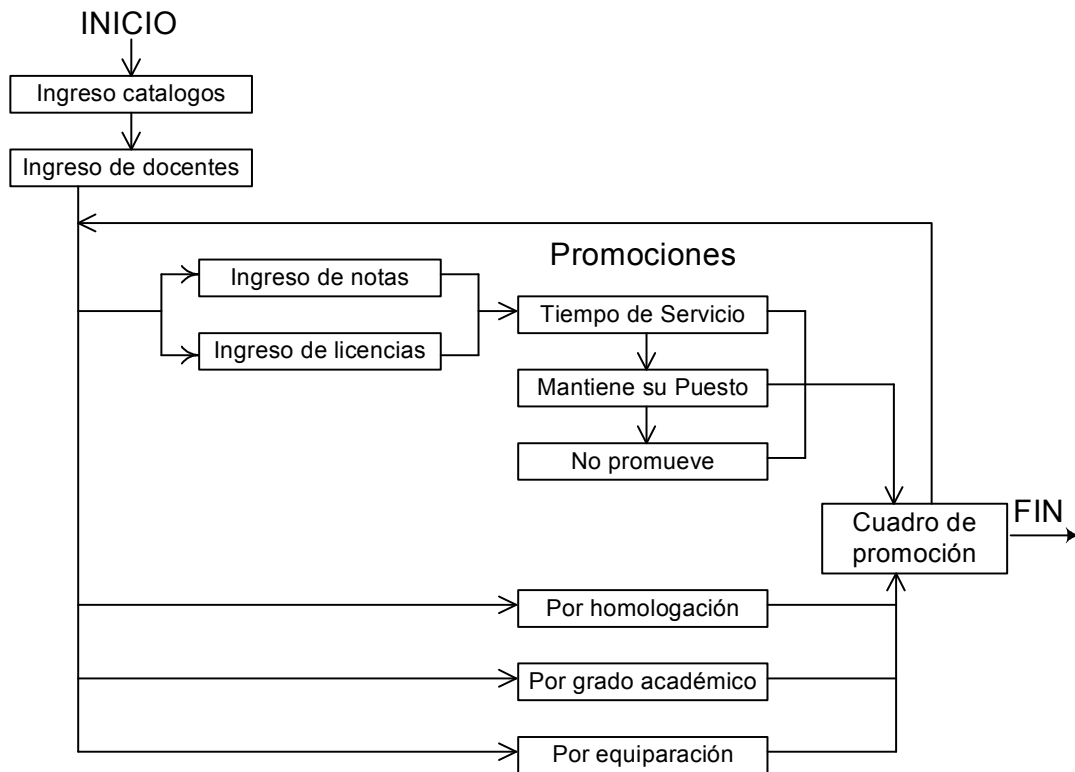 INICIO
Ingreso catalogos
Ingreso de docentes
Promociones
Ingreso de notas
Tiempo de Servicio
Ingreso de licencias
Mantiene su Puesto
No promueve
Cuadro de
promoción
FIN
Por homologación
Por grado académico
Por equiparación